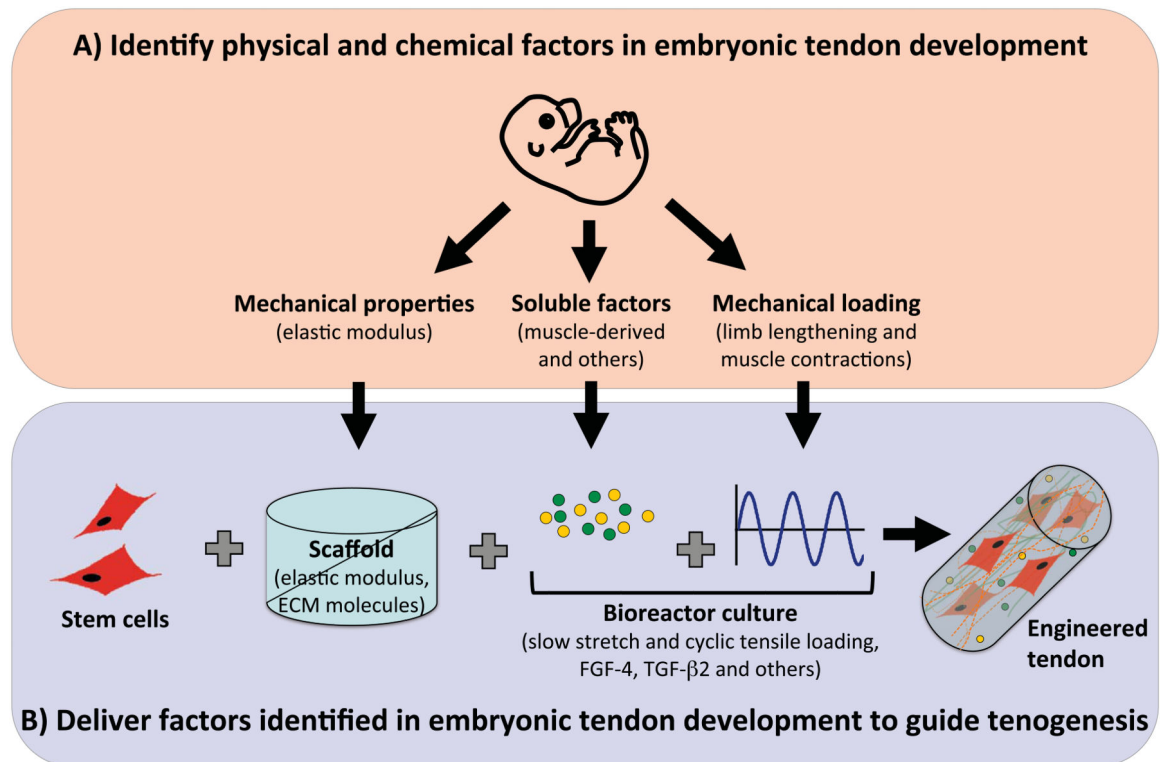 A) Identify physical and chemical factors in embryonic tendon development
Mechanical properties
(elastic modulus)
Soluble factors
(muscle-derived
and others)
Mechanical loading
(limb lengthening and
muscle contractions)
Stem cells
Scaffold
(elastic modulus,
ECM molecules)
Bioreactor culture
(slow stretch and cyclic tensile loading,
FGF-4, TGF-β2 and others)
Engineered
tendon
B) Deliver factors identified in embryonic tendon development to guide tenogenesis